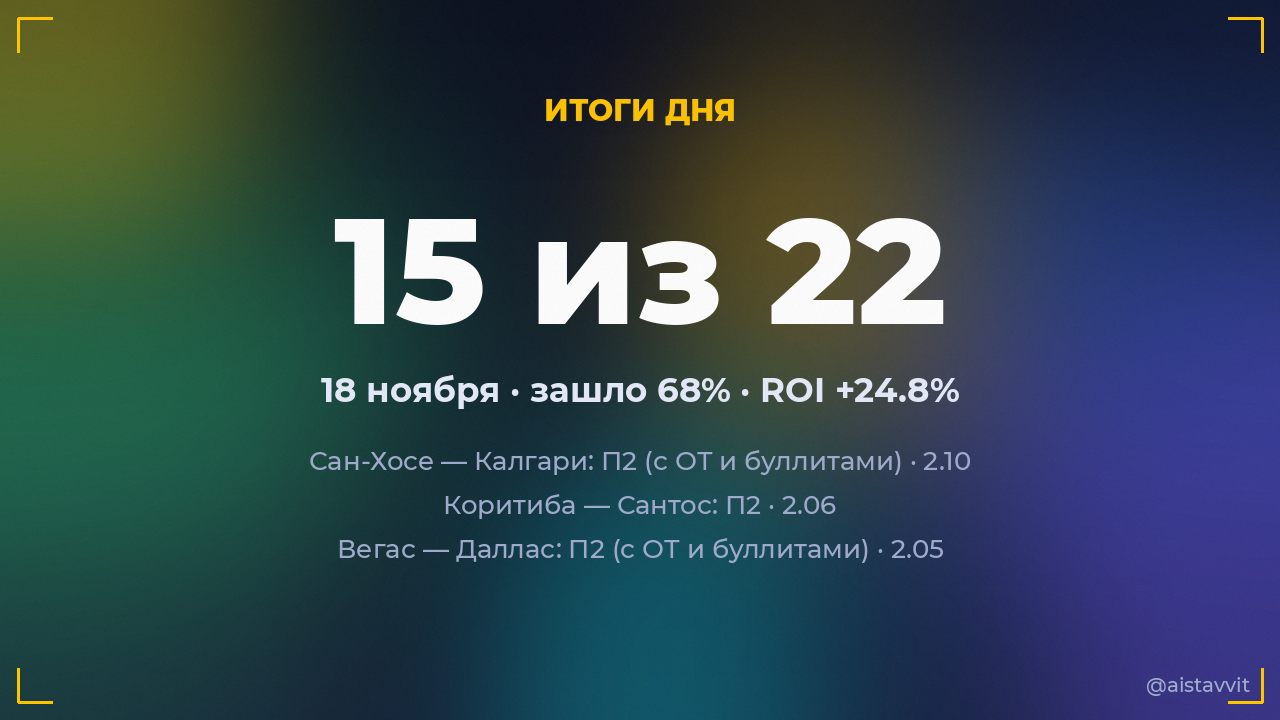 ИТОГИ ДНЯ
15 из 22
18 ноября · зашло 68% · ROI +24.8%
Сан-Хосе — Калгари: П2 (с ОТ и буллитами) · 2.10
Коритиба — Сантос: П2 · 2.06
Вегас — Даллас: П2 (с ОТ и буллитами) · 2.05
@aistavvit